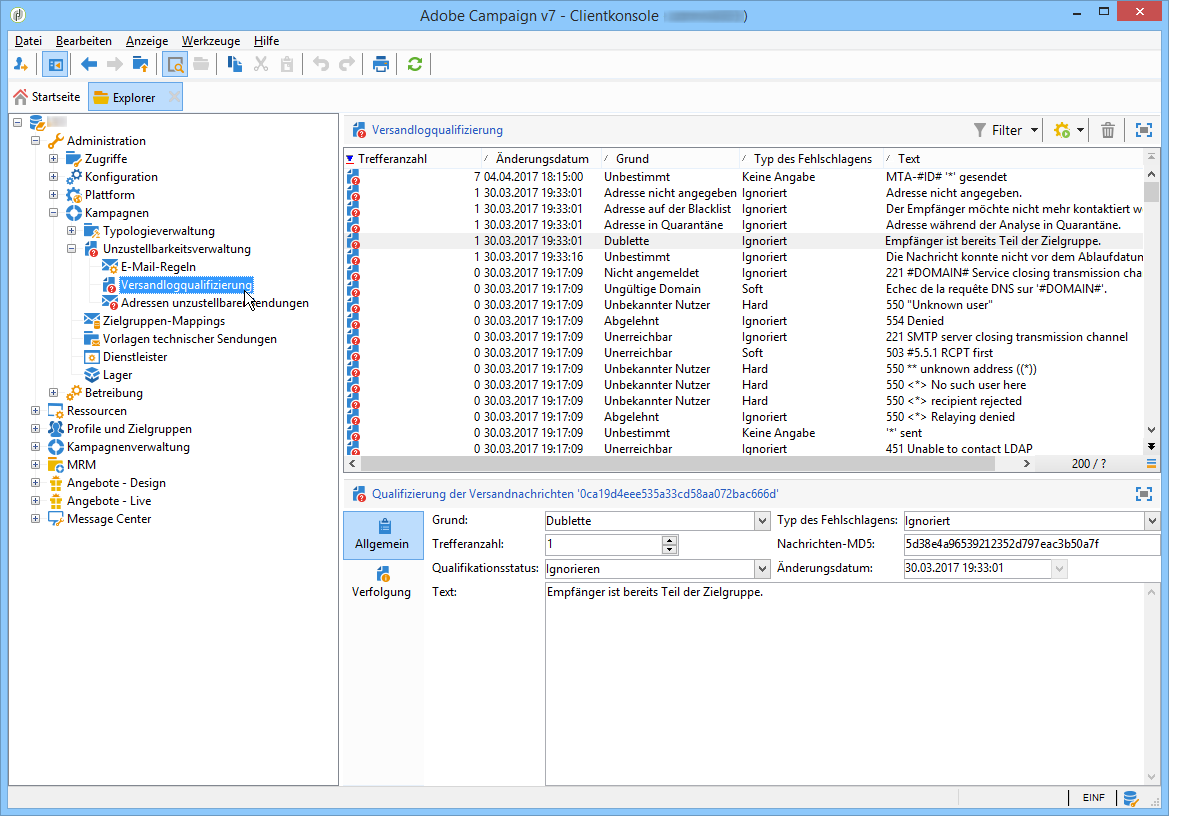 Adobe Campaign v7 - Clientkonsole )
Datei Bearbeiten Anzeige Werkzeuge Hilfe
Startseite Explorer
Administration
Zugriffe
Konfiguration
Plattform
Kampagnen
Typologieverwaltung
Unzustellbarkeitsverwaltung
E-Mail-Regeln
Versandlogqualifizierung
Adressen unzustellbarer Sendungen
Zielgruppen-Mappings
Vorlagen technischer Sendungen
Dienstleister
Lager
Betreibung
Ressourcen
Profile und Zielgruppen
Kampagnenverwaltung
MRM
Angebote - Design
Angebote - Live
Message Center
Versandlogqualifizierung Filter
Trefferanzahl Änderungsdatum Grund Typ des Fehlschlagens Text
7 04.04.2017 18:15:00 Unbestimmt Keine Angabe MTA-#ID# '*' gesendet
1 30.03.2017 19:33:01 Adresse nicht angegeben Ignoriert Adresse nicht angegeben.
1 30.03.2017 19:33:01 Adresse auf der Blacklist Ignoriert Der Empfänger möchte nicht mehr kontaktiert w
1 30.03.2017 19:33:01 Adresse in Quarantäne Ignoriert Adresse während der Analyse in Quarantäne.
1 30.03.2017 19:33:01 Dublette Ignoriert Empfänger ist bereits Teil der Zielgruppe.
1 30.03.2017 19:33:16 Unbestimmt Ignoriert Die Nachricht konnte nicht vor dem Ablaufdatun
0 30.03.2017 19:17:09 Nicht angemeldet Ignoriert 221 #DOMAIN# Service closing transmission cha
0 30.03.2017 19:17:09 Ungültige Domain Soft Echec de la requête DNS sur '#DOMAIN#'.
0 30.03.2017 19:17:09 Unbekannter Nutzer Hard 550 "Unknown user"
0 30.03.2017 19:17:09 Abgelehnt Ignoriert 554 Denied
0 30.03.2017 19:17:09 Unerreichbar Ignoriert 221 SMTP server closing transmission channel
0 30.03.2017 19:17:09 Unerreichbar Soft 503 #5.5.1 RCPT first
0 30.03.2017 19:17:09 Unbekannter Nutzer Hard 550 ** unknown address ((*))
0 30.03.2017 19:17:09 Unbekannter Nutzer Hard 550 <*> No such user here
0 30.03.2017 19:17:09 Unbekannter Nutzer Hard 550 <*> recipient rejected
0 30.03.2017 19:17:09 Abgelehnt Ignoriert 550 <*> Relaying denied
0 30.03.2017 19:17:09 Unbestimmt Keine Angabe '*' sent
0 30.03.2017 19:17:09 Unerreichbar Ignoriert 451 Unable to contact LDAP
200 / ?
Qualifizierung der Versandnachrichten '0ca19d4eee535a33cd58aa072bac666d'
Allgemein
Verfolgung
Grund: Dublette Typ des Fehlschlagens: Ignoriert
Trefferanzahl: 1 Nachrichten-MD5: 5d38e4a96539212352d797eac3b50a7f
Qualifikationsstatus: Ignorieren Änderungsdatum: 30.03.2017 19:33:01
Text: Empfänger ist bereits Teil der Zielgruppe.
EINF